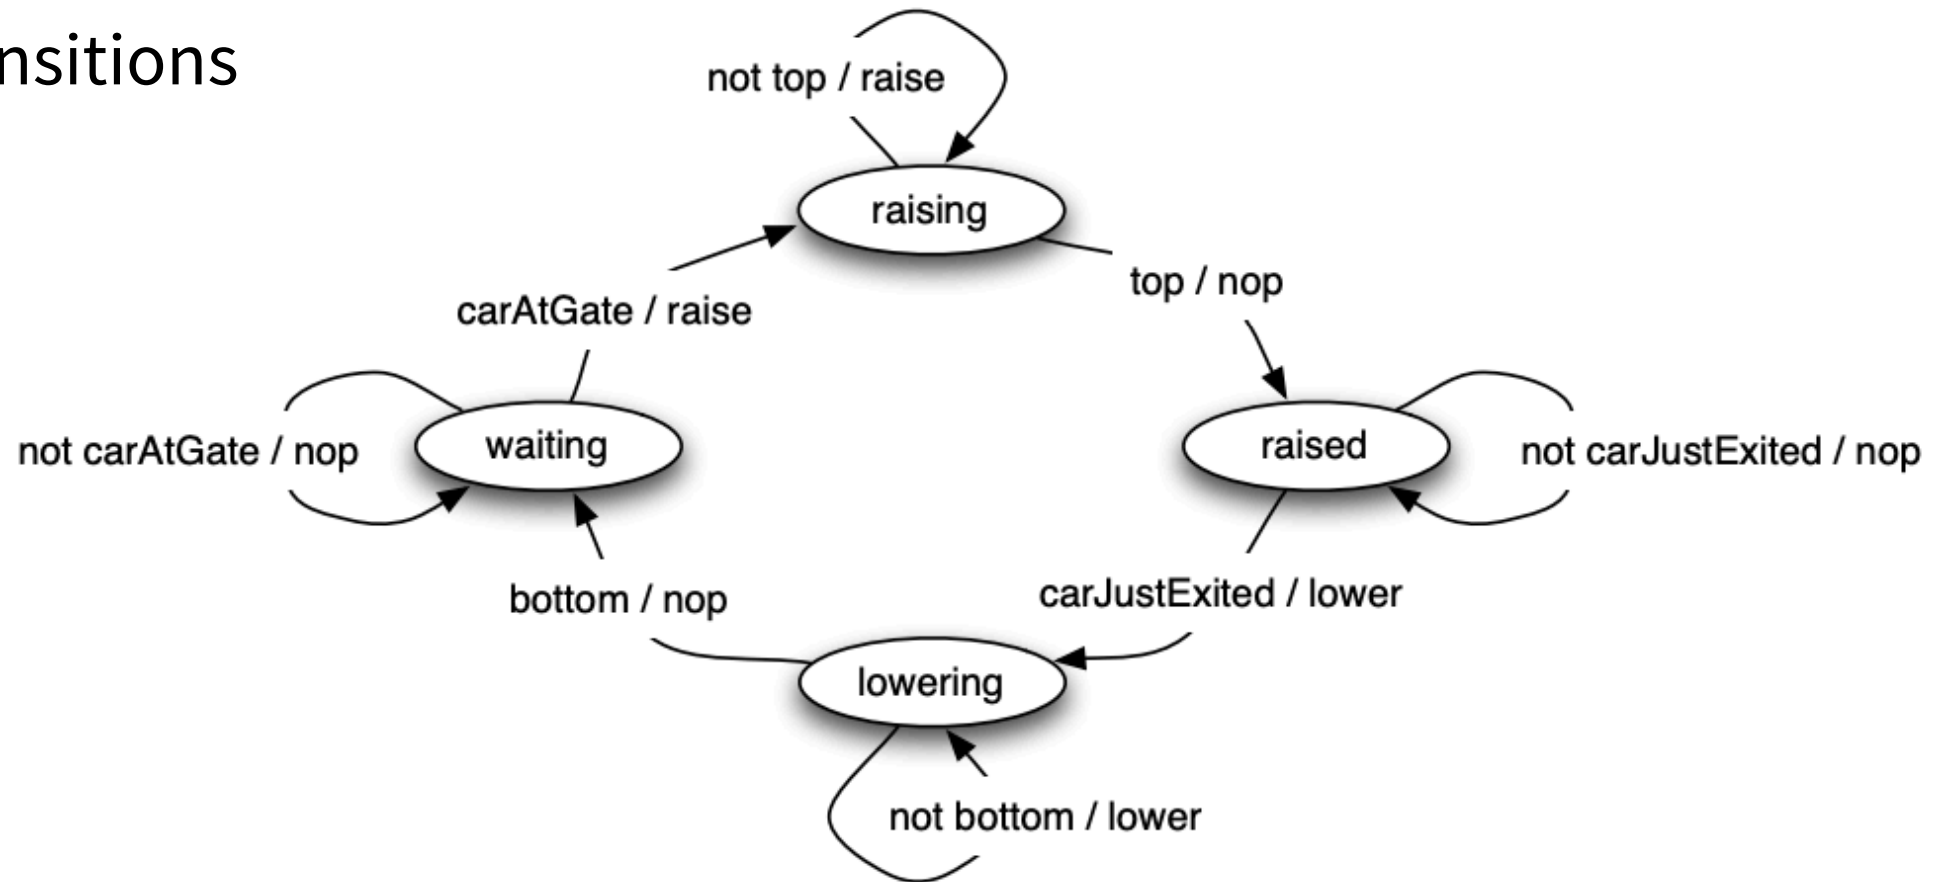 nsitions
not top / raise
raising
top / nop
carAtGate / raise
not carAtGate / nop
waiting
raised
not carJustExited / nop
bottom / nop
carJustExited / lower
lowering
not bottom / lower